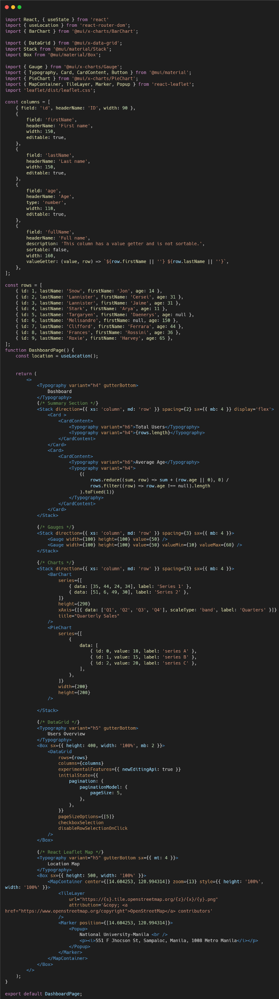 import React, { useState } from 'react'
import { useLocation } from 'react-router-dom';
import { BarChart } from '@mui/x-charts/BarChart';

import { DataGrid } from '@mui/x-data-grid';
import Stack from '@mui/material/Stack';
import Box from '@mui/material/Box';

import { Gauge } from '@mui/x-charts/Gauge';
import { Typography, Card, CardContent, Button } from '@mui/material';
import { PieChart } from '@mui/x-charts/PieChart';
import { MapContainer, TileLayer, Marker, Popup } from 'react-leaflet';
import 'leaflet/dist/leaflet.css';

const columns = [
    { field: 'id', headerName: 'ID', width: 90 },
    {
        field: 'firstName',
        headerName: 'First name',
        width: 150,
        editable: true,
    },
    {
        field: 'lastName',
        headerName: 'Last name',
        width: 150,
        editable: true,
    },
    {
        field: 'age',
        headerName: 'Age',
        type: 'number',
        width: 110,
        editable: true,
    },
    {
        field: 'fullName',
        headerName: 'Full name',
        description: 'This column has a value getter and is not sortable.',
        sortable: false,
        width: 160,
        valueGetter: (value, row) => `${row.firstName || ''} ${row.lastName || ''}`,
    },
];

const rows = [
    { id: 1, lastName: 'Snow', firstName: 'Jon', age: 14 },
    { id: 2, lastName: 'Lannister', firstName: 'Cersei', age: 31 },
    { id: 3, lastName: 'Lannister', firstName: 'Jaime', age: 31 },
    { id: 4, lastName: 'Stark', firstName: 'Arya', age: 11 },
    { id: 5, lastName: 'Targaryen', firstName: 'Daenerys', age: null },
    { id: 6, lastName: 'Melisandre', firstName: null, age: 150 },
    { id: 7, lastName: 'Clifford', firstName: 'Ferrara', age: 44 },
    { id: 8, lastName: 'Frances', firstName: 'Rossini', age: 36 },
    { id: 9, lastName: 'Roxie', firstName: 'Harvey', age: 65 },
];
function DashboardPage() {
    const location = useLocation();


    return (
        <>
            <Typography variant="h4" gutterBottom>
                Dashboard
            </Typography>
            {/* Summary Section */}
            <Stack direction={{ xs: 'column', md: 'row' }} spacing={2} sx={{ mb: 4 }} display='flex'>
                <Card >
                    <CardContent>
                        <Typography variant="h6">Total Users</Typography>
                        <Typography variant="h4">{rows.length}</Typography>
                    </CardContent>
                </Card>
                <Card>
                    <CardContent>
                        <Typography variant="h6">Average Age</Typography>
                        <Typography variant="h4">
                            {(
                                rows.reduce((sum, row) => sum + (row.age || 0), 0) /
                                rows.filter((row) => row.age !== null).length
                            ).toFixed(1)}
                        </Typography>
                    </CardContent>
                </Card>
            </Stack>

            {/* Gauges */}
            <Stack direction={{ xs: 'column', md: 'row' }} spacing={3} sx={{ mb: 4 }}>
                <Gauge width={100} height={100} value={50} />
                <Gauge width={100} height={100} value={50} valueMin={10} valueMax={60} />
            </Stack>

            {/* Charts */}
            <Stack direction={{ xs: 'column', md: 'row' }} spacing={3} sx={{ mb: 4 }}>
                <BarChart
                    series={[
                        { data: [35, 44, 24, 34], label: 'Series 1' },
                        { data: [51, 6, 49, 30], label: 'Series 2' },
                    ]}
                    height={290}
                    xAxis={[{ data: ['Q1', 'Q2', 'Q3', 'Q4'], scaleType: 'band', label: 'Quarters' }]}
                    title="Quarterly Sales"
                />
                <PieChart
                    series={[
                        {
                            data: [
                                { id: 0, value: 10, label: 'series A' },
                                { id: 1, value: 15, label: 'series B' },
                                { id: 2, value: 20, label: 'series C' },
                            ],
                        },
                    ]}
                    width={200}
                    height={200}
                />

            </Stack>

            {/* DataGrid */}
            <Typography variant="h5" gutterBottom>
                Users Overview
            </Typography>
            <Box sx={{ height: 400, width: '100%', mb: 2 }}>
                <DataGrid
                    rows={rows}
                    columns={columns}
                    experimentalFeatures={{ newEditingApi: true }}
                    initialState={{
                        pagination: {
                            paginationModel: {
                                pageSize: 5,
                            },
                        },
                    }}
                    pageSizeOptions={[5]}
                    checkboxSelection
                    disableRowSelectionOnClick
                />
            </Box>

            {/* React Leaflet Map */}
            <Typography variant="h5" gutterBottom sx={{ mt: 4 }}>
                Location Map
            </Typography>
            <Box sx={{ height: 500, width: '100%' }}>
                <MapContainer center={[14.604253, 120.994314]} zoom={13} style={{ height: '100%',
width: '100%' }}>
                    <TileLayer
                        url="https://{s}.tile.openstreetmap.org/{z}/{x}/{y}.png"
                        attribution='&copy; <a
href="https://www.openstreetmap.org/copyright">OpenStreetMap</a> contributors'
                    />
                    <Marker position={[14.604253, 120.994314]}>
                        <Popup>
                            National University-Manila <br />
                            <p><i>551 F Jhocson St, Sampaloc, Manila, 1008 Metro Manila</i></p>
                        </Popup>
                    </Marker>
                </MapContainer>
            </Box>
        </>
    );
}

export default DashboardPage;